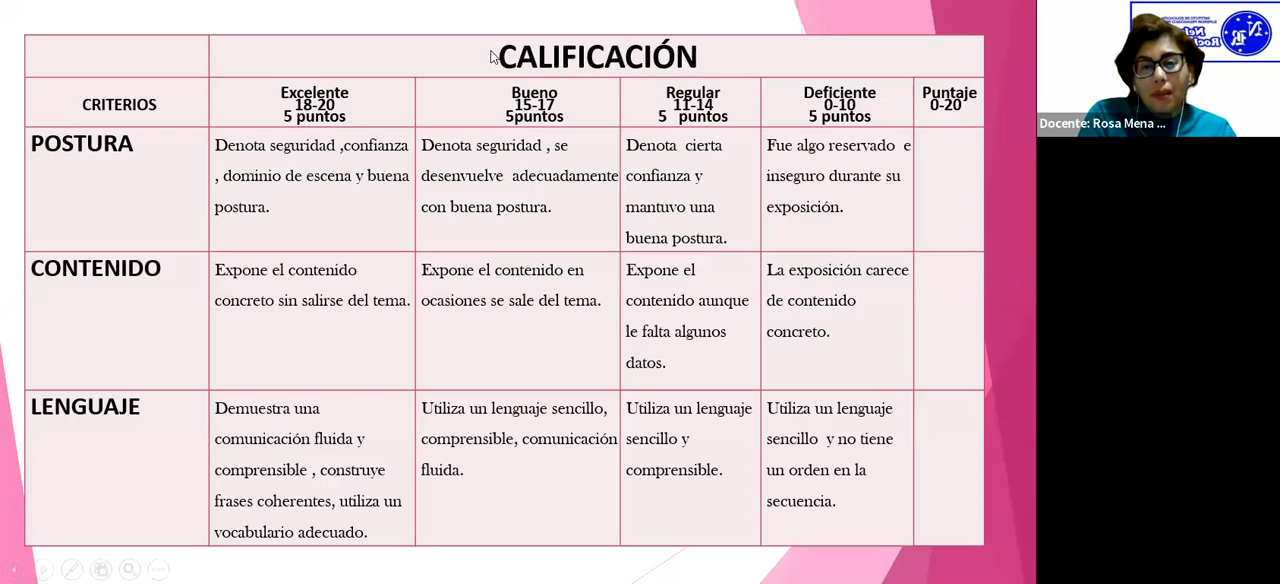 CALIFICACIÓN
CRITERIOS
Excelente
18-20
5 puntos
Bueno
15-17
5puntos
Regular
11-14
5 puntos
Deficiente
0-10
5 puntos
Puntaje
0-20
POSTURA
Denota seguridad ,confianza
, dominio de escena y buena
postura.
Denota seguridad , se
desenvuelve adecuadamente
con buena postura.
Denota cierta
confianza y
mantuvo una
buena postura.
Fue algo reservado e
inseguro durante su
exposición.
CONTENIDO
Expone el contenido
concreto sin salirse del tema.
Expone el contenido en
ocasiones se sale del tema.
Expone el
contenido aunque
le falta algunos
datos.
La exposición carece
de contenido
concreto.
LENGUAJE
Demuestra una
comunicación fluida y
comprensible , construye
frases coherentes, utiliza un
vocabulario adecuado.
Utiliza un lenguaje sencillo,
comprensible, comunicación
fluida.
Utiliza un lenguaje
sencillo y
comprensible.
Utiliza un lenguaje
sencillo y no tiene
un orden en la
secuencia.
Docente: Rosa Mena ...